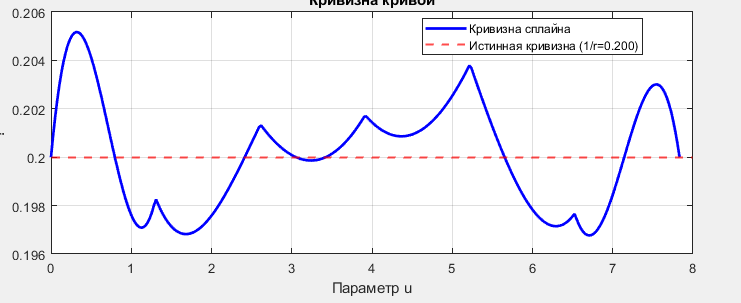 Кривизна кривой
Кривизна сплайна
Истинная кривизна (1/r=0.200)
0.206
0.204
0.202
0.2
0.198
0.196
0 1 2 3 4 5 6 7 8
Параметр u